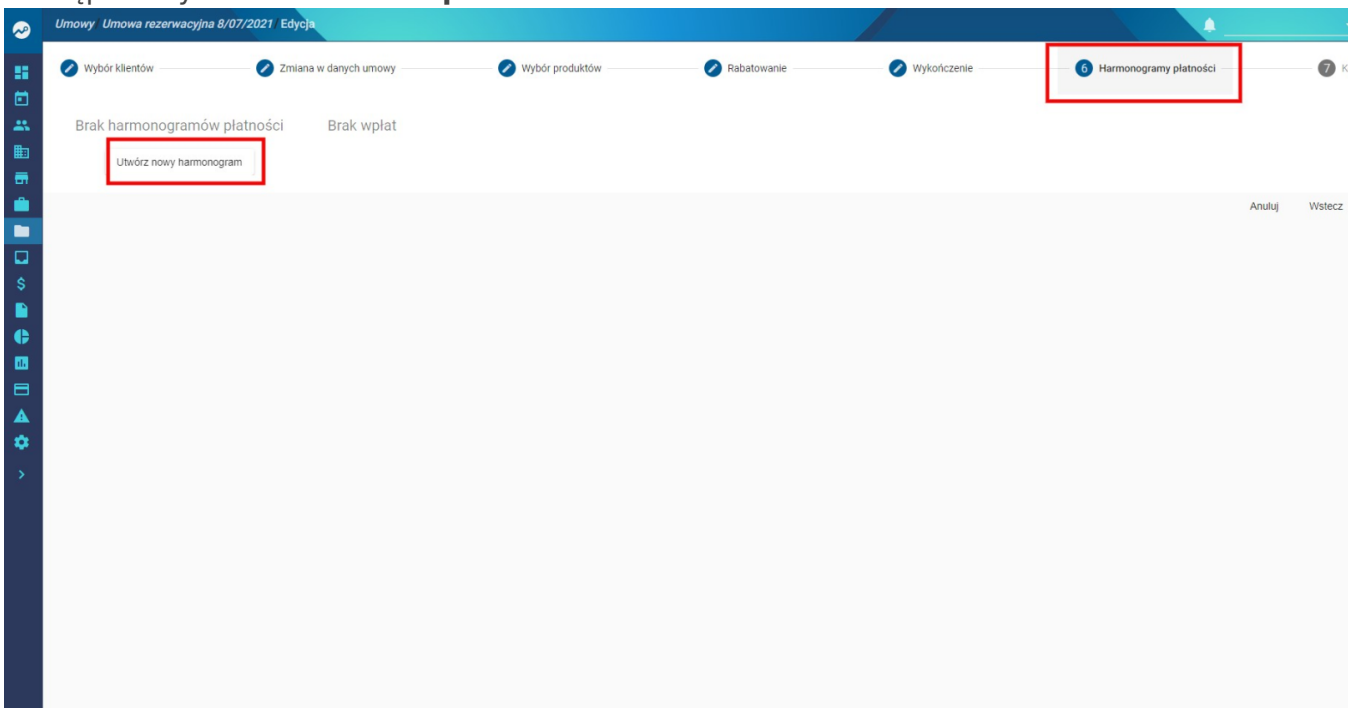 Umowy Umowa rezerwacyjna 8/07/2021 Edycja
Wybór klientów
Zmiana w danych umowy
Wybór produktów
Rabatowanie
Wykończenie
6 Harmonogramy płatności
7 K
Brak harmonogramów płatności
Brak wpłat
Utwórz nowy harmonogram
Anuluj
Wstecz